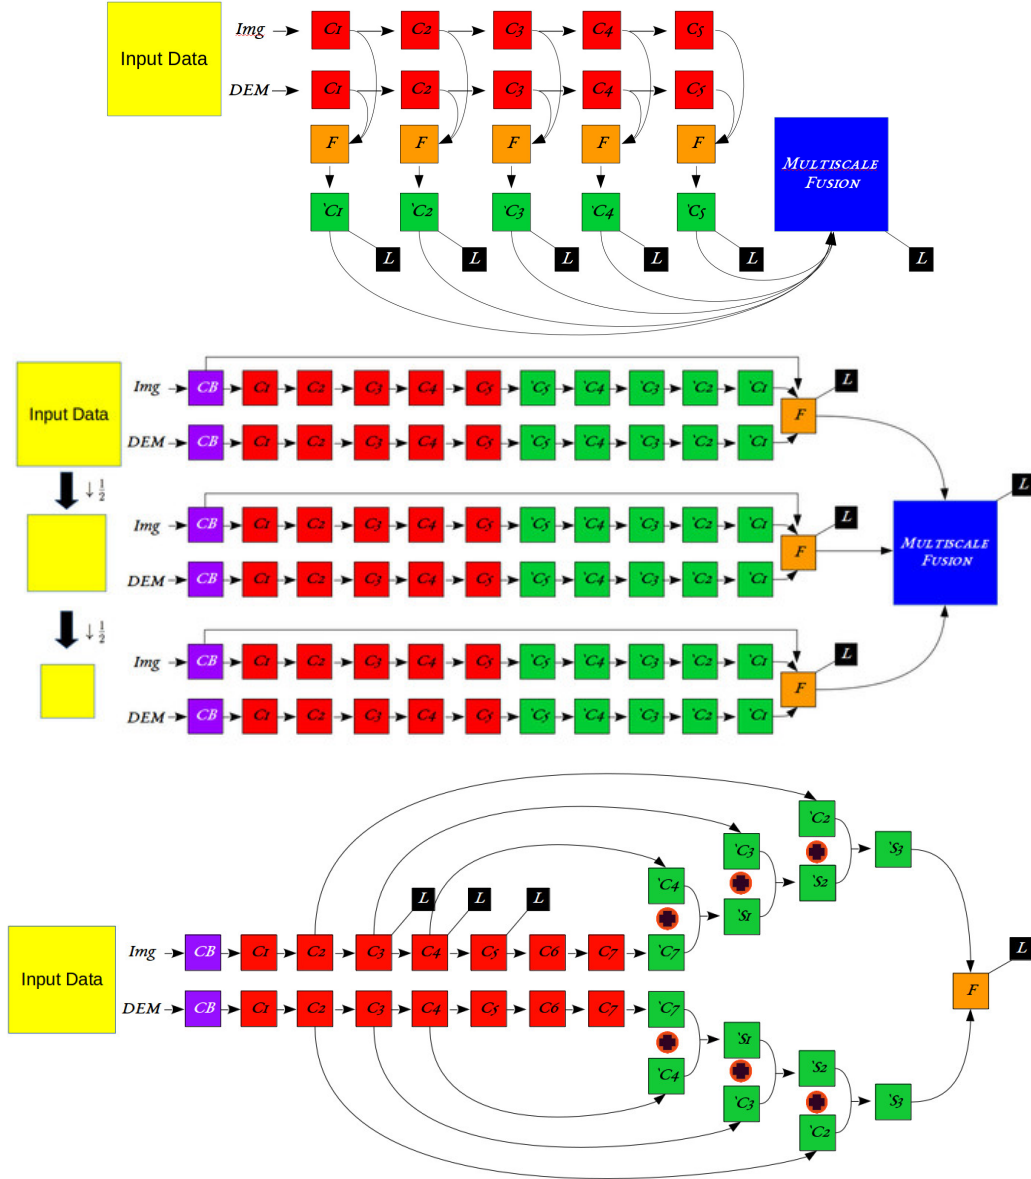 Input Data
Img C1 C2 C3 C4 C5
DEM C1 C2 C3 C4 C5
F F F F F
MULTISCALE
FUSION
`C1 `C2 `C3 `C4 `C5
L L L L L L
Input Data
Img CB C1 C2 C3 C4 C5 `C5 `C4 `C3 `C2 `C1
L
F
DEM CB C1 C2 C3 C4 C5 `C5 `C4 `C3 `C2 `C1
↓ 1/2
L
Img CB C1 C2 C3 C4 C5 `C5 `C4 `C3 `C2 `C1
L
F
MULTISCALE
FUSION
DEM CB C1 C2 C3 C4 C5 `C5 `C4 `C3 `C2 `C1
↓ 1/2
Img CB C1 C2 C3 C4 C5 `C5 `C4 `C3 `C2 `C1
L
F
DEM CB C1 C2 C3 C4 C5 `C5 `C4 `C3 `C2 `C1
`C2
`C3 `S3
`C4 `S2
L L L
`S1
Input Data
Img CB C1 C2 C3 C4 C5 C6 C7 `C7
L
F
DEM CB C1 C2 C3 C4 C5 C6 C7 `C7
`S1
`C4 `S2
`C3 `S3
`C2